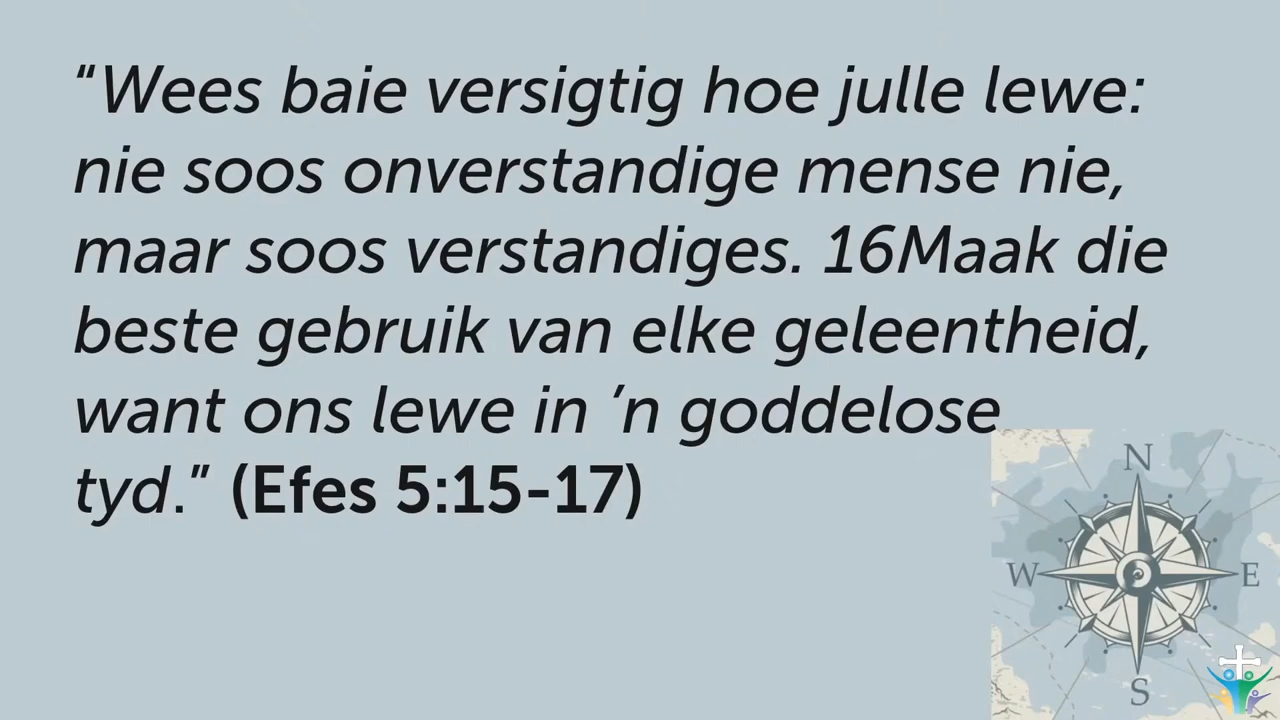 “Wees baie versigtig hoe julle lewe:
nie soos onverstandige mense nie,
maar soos verstandiges. 16Maak die
beste gebruik van elke geleentheid,
want ons lewe in ’n goddelose
tyd.” (Efes 5:15-17)
N
W E
S